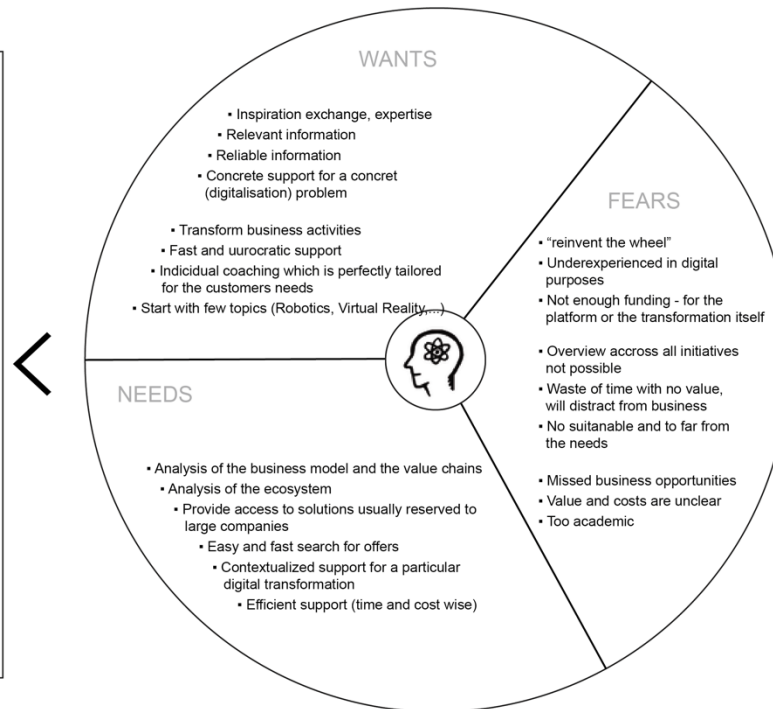 WANTS
▪ Inspiration exchange, expertise
▪ Relevant information
▪ Reliable information
▪ Concrete support for a concret
(digitalisation) problem
▪ Transform business activities
▪ Fast and uurocratic support
▪ Indicidual coaching which is perfectly tailored
for the customers needs
▪ Start with few topics (Robotics, Virtual Reality,...)
FEARS
▪ “reinvent the wheel”
▪ Underexperienced in digital
purposes
▪ Not enough funding - for the
platform or the transformation itself
▪ Overview accross all initiatives
not possible
▪ Waste of time with no value,
will distract from business
▪ No suitanable and to far from
the needs
▪ Missed business opportunities
▪ Value and costs are unclear
▪ Too academic
NEEDS
▪ Analysis of the business model and the value chains
▪ Analysis of the ecosystem
▪ Provide access to solutions usually reserved to
large companies
▪ Easy and fast search for offers
▪ Contextualized support for a particular
digital transformation
▪ Efficient support (time and cost wise)